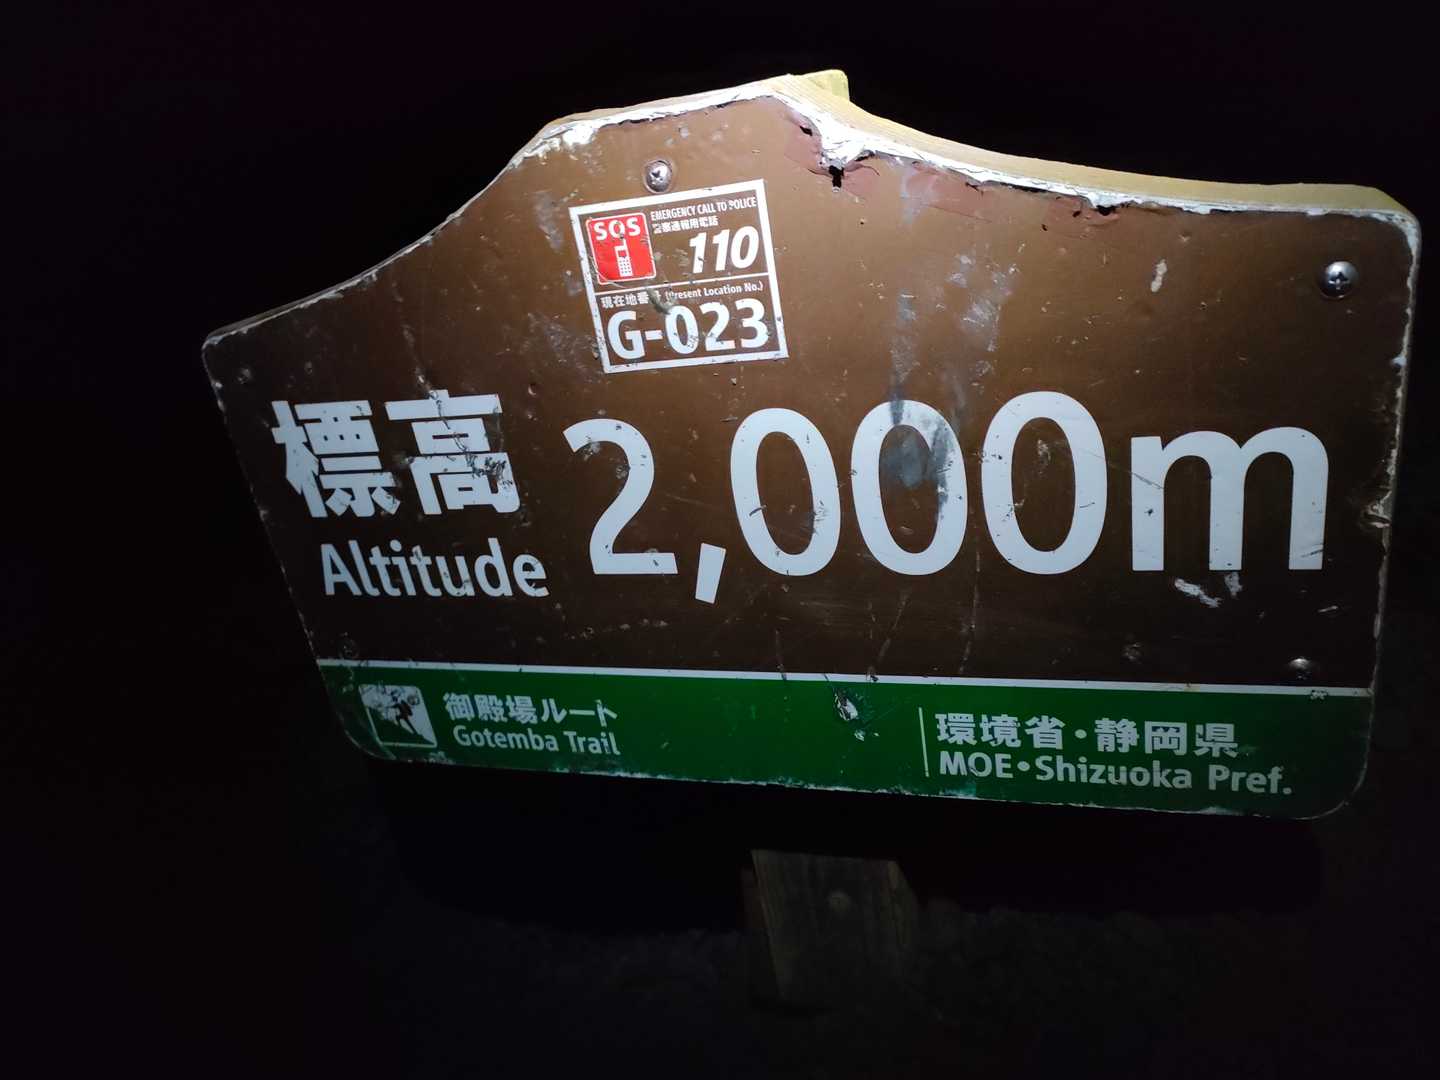 SOS
EMERGENCY CALL TO POLICE
警察通報用電話
110
現在地番号 (Present Location No.)
G-023
標高 2,000m
Altitude
御殿場ルート
Gotemba Trail
環境省・静岡県
MOE・Shizuoka Pref.